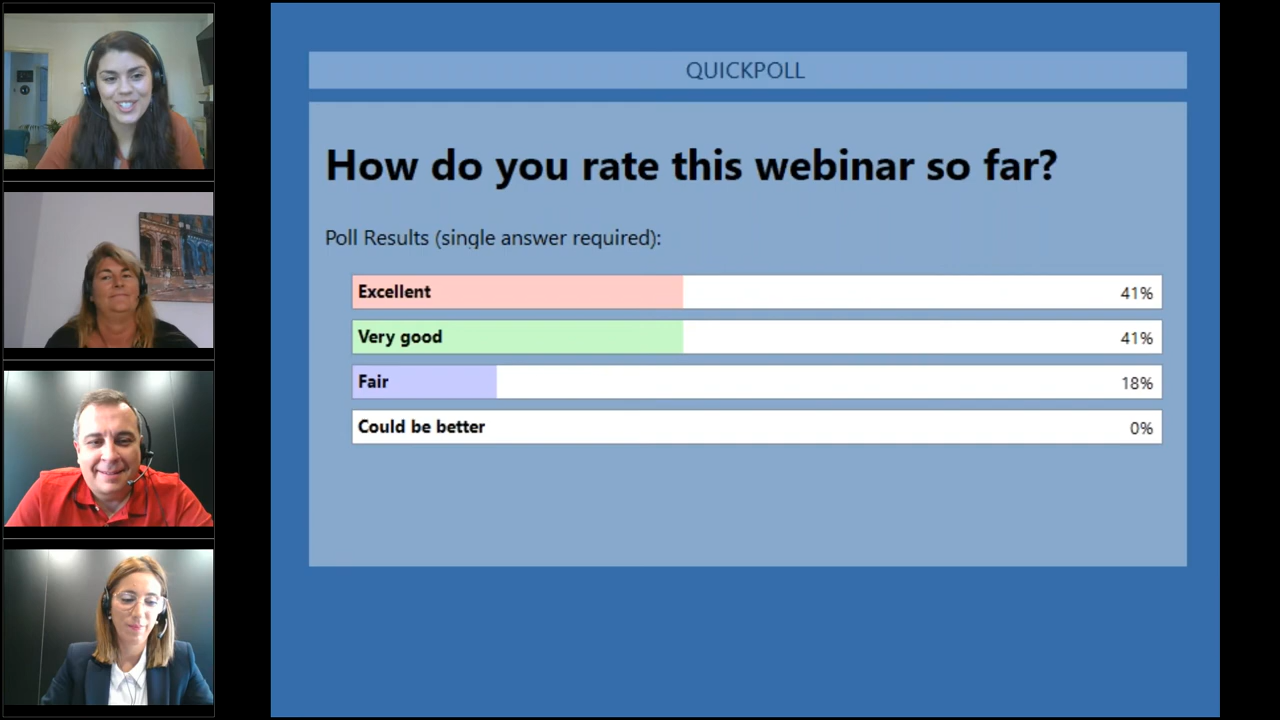 QUICKPOLL
How do you rate this webinar so far?
Poll Results (single answer required):
Excellent 41%
Very good 41%
Fair 18%
Could be better 0%